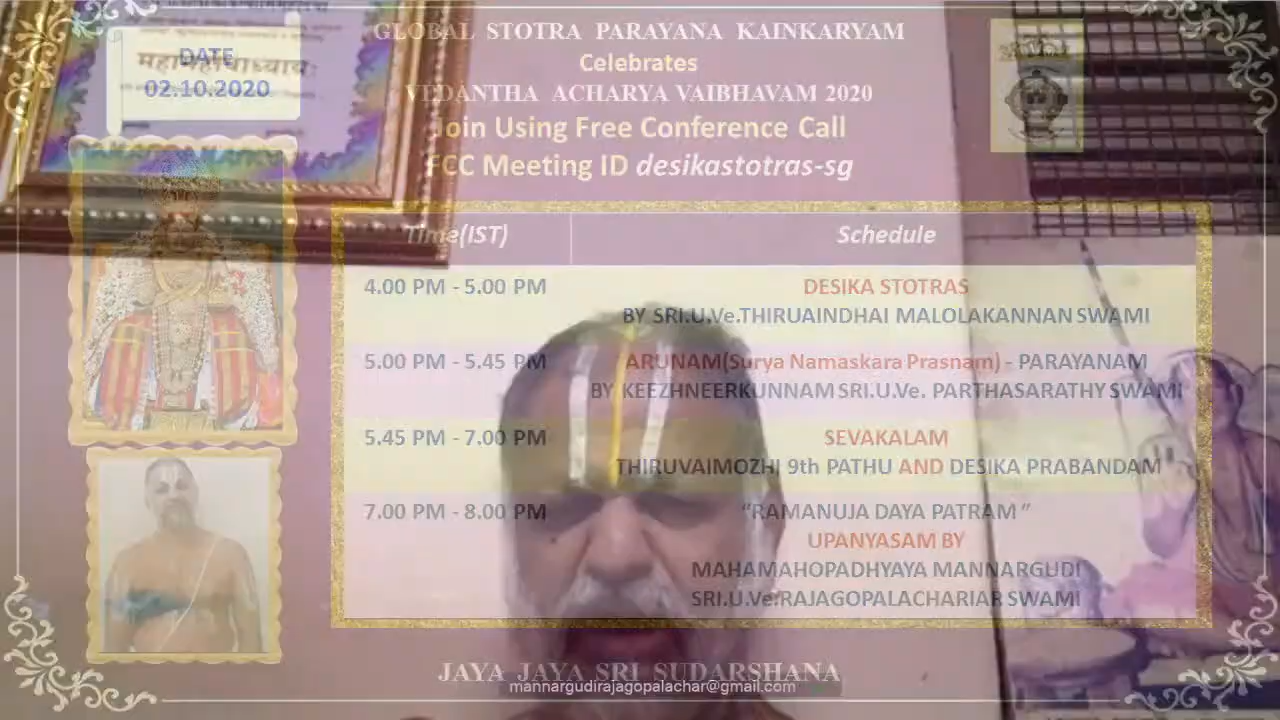 DATE
02.10.2020
महामहोपाध्याय:
GLOBAL STOTRA PARAYANA KAINKARYAM
Celebrates
VEDANTHA ACHARYA VAIBHAVAM 2020
Join Using Free Conference Call
FCC Meeting ID desikastotras-sg
Time(IST) Schedule
4.00 PM - 5.00 PM DESIKA STOTRAS
BY SRI.U.Ve.THIRUAINDHAI MALOLAKANNAN SWAMI
5.00 PM - 5.45 PM ARUNAM(Surya Namaskara Prasnam) - PARAYANAM
BY KEEZHNEERKUNNAM SRI.U.Ve. PARTHASARATHY SWAMI
5.45 PM - 7.00 PM SEVAKALAM
THIRUVAIMOZHI 9th PATHU AND DESIKA PRABANDAM
7.00 PM - 8.00 PM “RAMANUJA DAYA PATRAM”
UPANYASAM BY
MAHAMAHOPADHYAYA MANNARGUDI
SRI.U.Ve.RAJAGOPALACHARIAR SWAMI
JAYA JAYA SRI SUDARSHANA
mannargudirajagopalachar@gmail.com